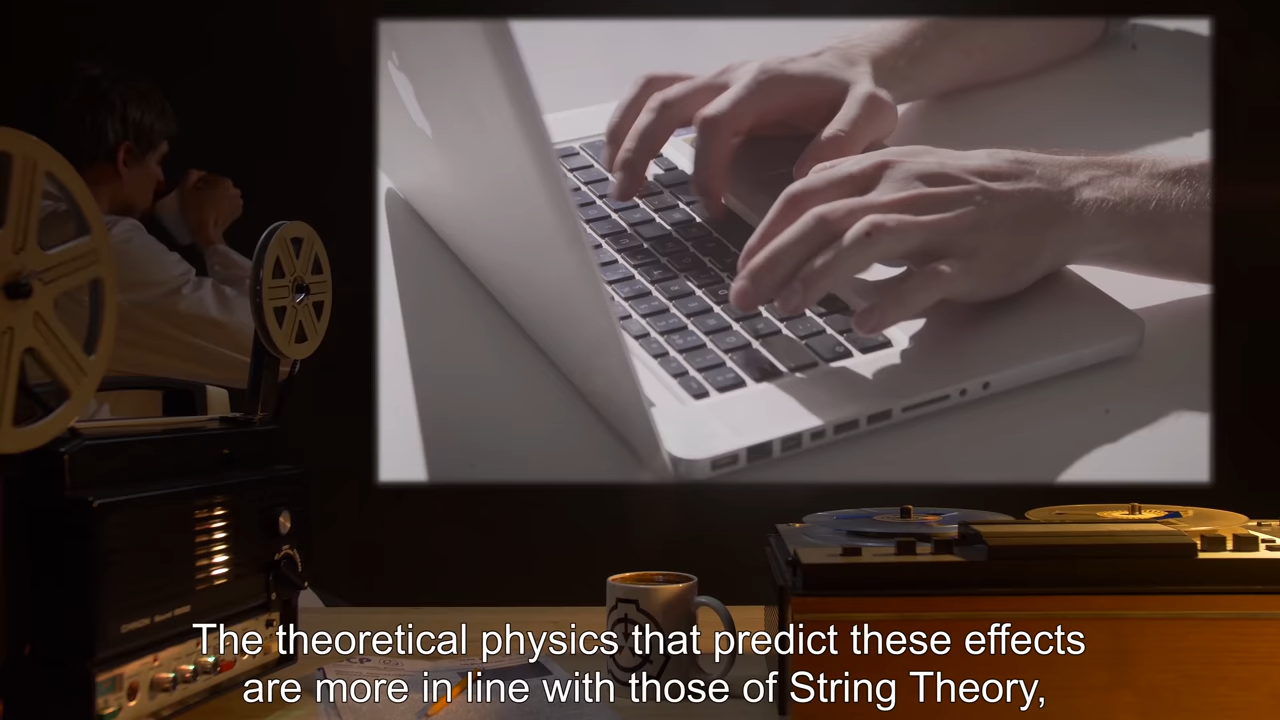 The theoretical physics that predict these effects
are more in line with those of String Theory,